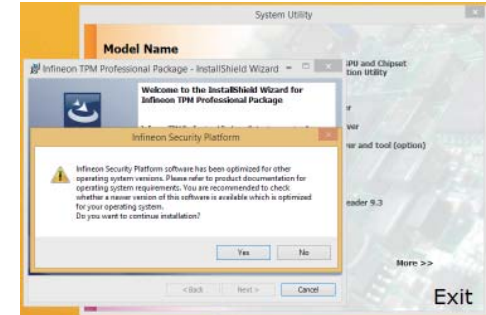 System Utility
Model Name
CPU and Chipset
tion Utility
Infineon TPM Professional Package - InstallShield Wizard
Welcome to the InstallShield Wizard for
Infineon TPM Professional Package
Infineon Security Platform
er and tool (option)
Infineon Security Platform software has been optimized for other
operating system versions. Please refer to product documentation for
operating system requirements. You are recommended to check
whether a newer version of this software is available which is optimized
for your operating system.
Do you want to continue installation?
eader 9.3
Yes
No
More >>
< Back
Next >
Cancel
Exit